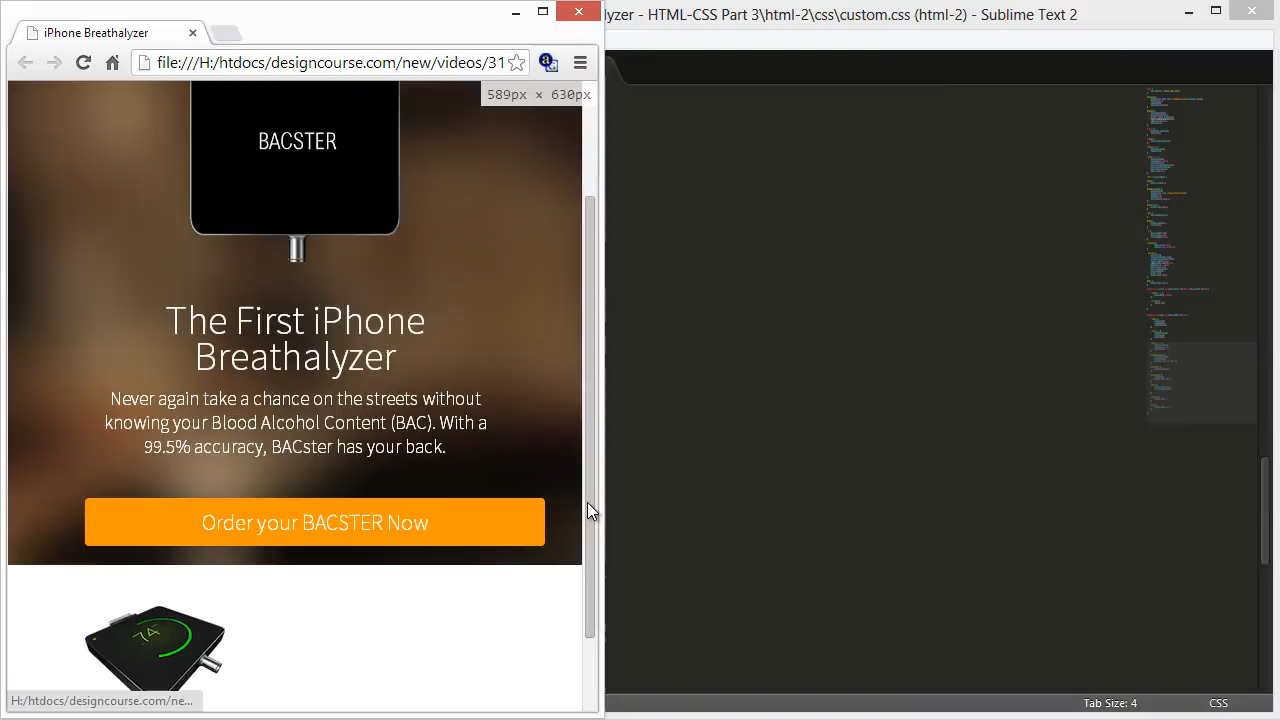 lyzer - HTML-CSS Part 3\html-2\css\custom.css (html-2) - Sublime Text 2
iPhone Breathalyzer
file:///H:/htdocs/designcourse.com/new/videos/31
589px × 630px
BACSTER
The First iPhone
Breathalyzer
Never again take a chance on the streets without
knowing your Blood Alcohol Content (BAC). With a
99.5% accuracy, BACster has your back.
Order your BACSTER Now
74
H:/htdocs/designcourse.com/ne...
Tab Size: 4
CSS